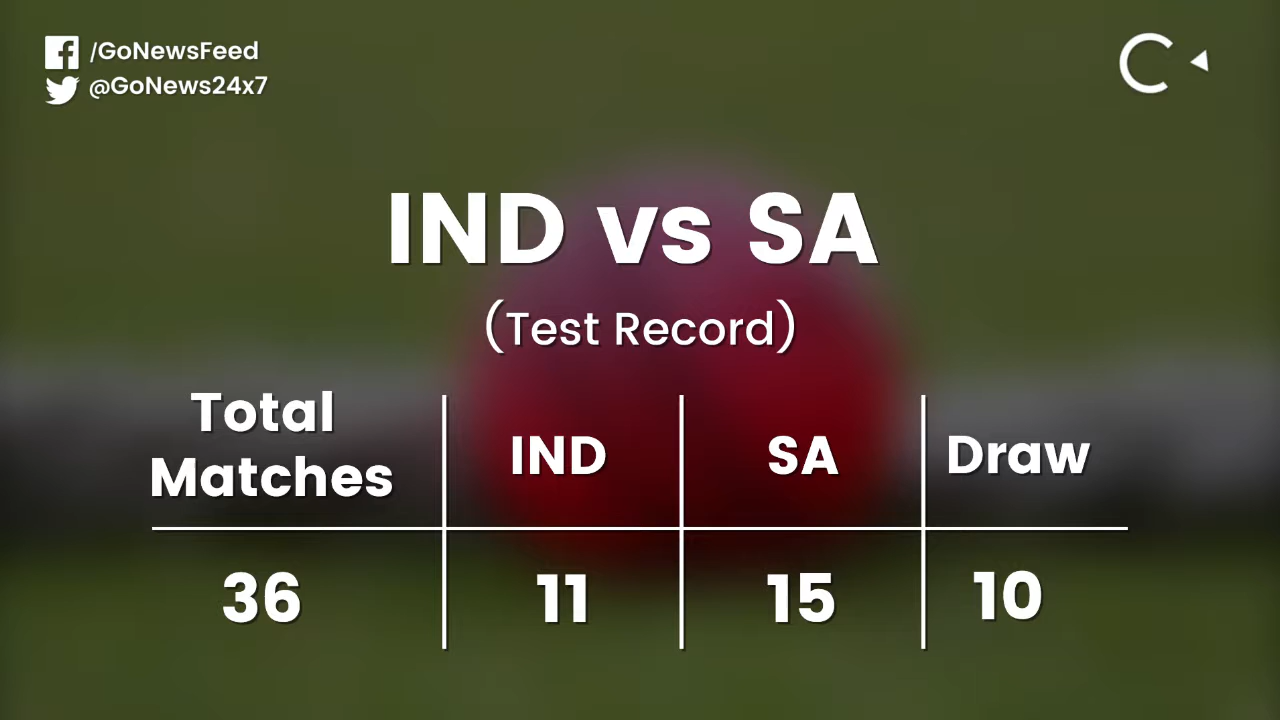 /GoNewsFeed
@GoNews24x7
IND vs SA
(Test Record)
Total
Matches
IND
SA
Draw
36
11
15
10